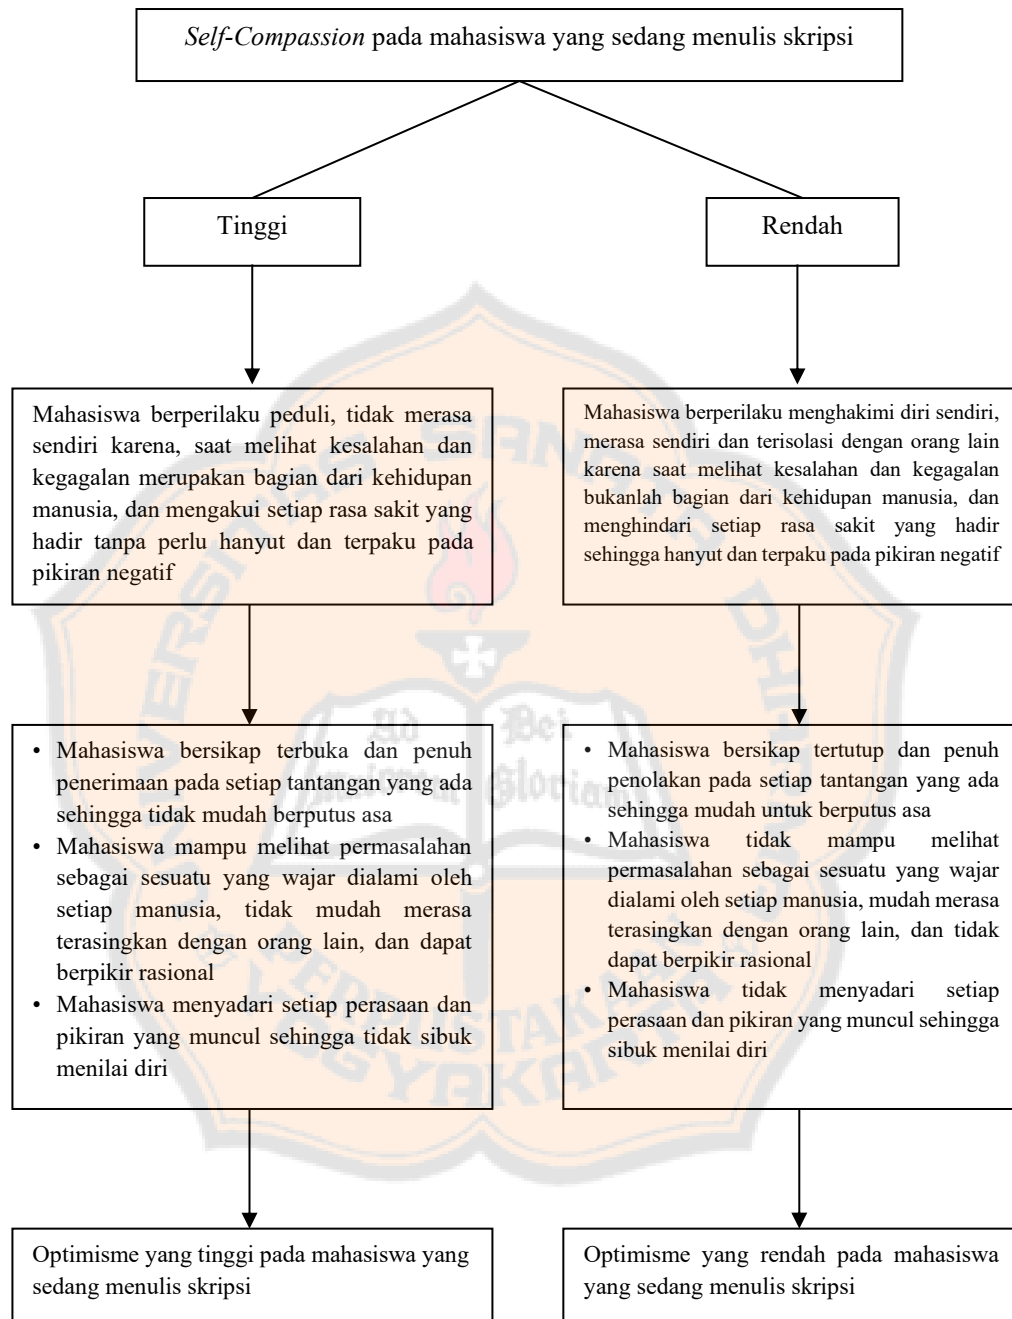 Self-Compassion pada mahasiswa yang sedang menulis skripsi
Tinggi
Rendah
Mahasiswa berperilaku peduli, tidak merasa
sendiri karena, saat melihat kesalahan dan
kegagalan merupakan bagian dari kehidupan
manusia, dan mengakui setiap rasa sakit yang
hadir tanpa perlu hanyut dan terpaku pada
pikiran negatif
Mahasiswa berperilaku menghakimi diri sendiri,
merasa sendiri dan terisolasi dengan orang lain
karena saat melihat kesalahan dan kegagalan
bukanlah bagian dari kehidupan manusia, dan
menghindari setiap rasa sakit yang hadir
sehingga hanyut dan terpaku pada pikiran negatif
• Mahasiswa bersikap terbuka dan penuh
penerimaan pada setiap tantangan yang ada
sehingga tidak mudah berputus asa
• Mahasiswa mampu melihat permasalahan
sebagai sesuatu yang wajar dialami oleh
setiap manusia, tidak mudah merasa
terasingkan dengan orang lain, dan dapat
berpikir rasional
• Mahasiswa menyadari setiap perasaan dan
pikiran yang muncul sehingga tidak sibuk
menilai diri
• Mahasiswa bersikap tertutup dan penuh
penolakan pada setiap tantangan yang ada
sehingga mudah untuk berputus asa
• Mahasiswa tidak mampu melihat
permasalahan sebagai sesuatu yang wajar
dialami oleh setiap manusia, mudah merasa
terasingkan dengan orang lain, dan tidak
dapat berpikir rasional
• Mahasiswa tidak menyadari setiap
perasaan dan pikiran yang muncul sehingga
sibuk menilai diri
Optimisme yang tinggi pada mahasiswa yang
sedang menulis skripsi
Optimisme yang rendah pada mahasiswa
yang sedang menulis skripsi
UNIVERSITAS SANATA DHARMA
Ad
maiorem
Dei
Gloriam
PERPUSTAKAAN
YOGYAKARTA